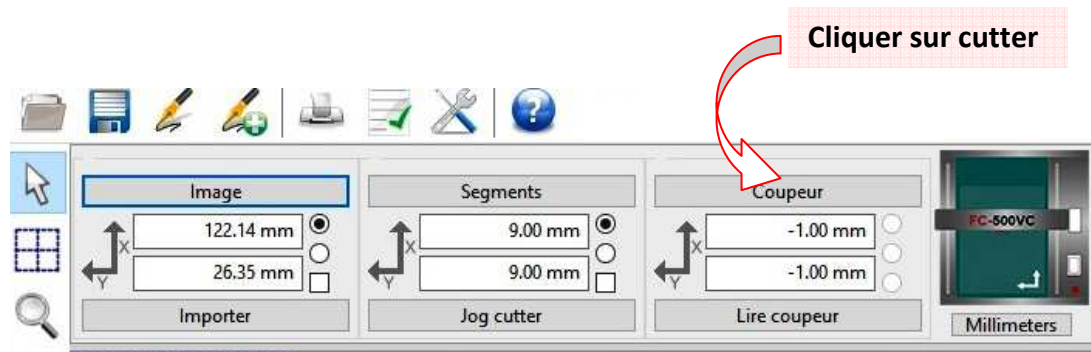 Cliquer sur cutter
Image
Segments
Coupeur
FC-500VC
X
122.14 mm
X
9.00 mm
X
-1.00 mm
Y
26.35 mm
Y
9.00 mm
Y
-1.00 mm
Importer
Jog cutter
Lire coupeur
Millimeters